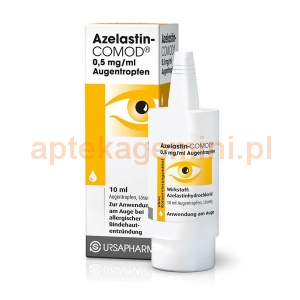 Azelastin-
COMOD®
0,5 mg/ml
Augentropfen
10 ml
Augentropfen, Lösung
Zur Anwendung
am Auge bei
allergischer
Bindehaut-
entzündung
URSAPHARM
Azelastin-
COMOD®
0,5 mg/ml Augentropfen
Wirkstoff:
Azelastinhydrochlorid
10 ml Augentropfen, Lösung
Anwendung am Auge